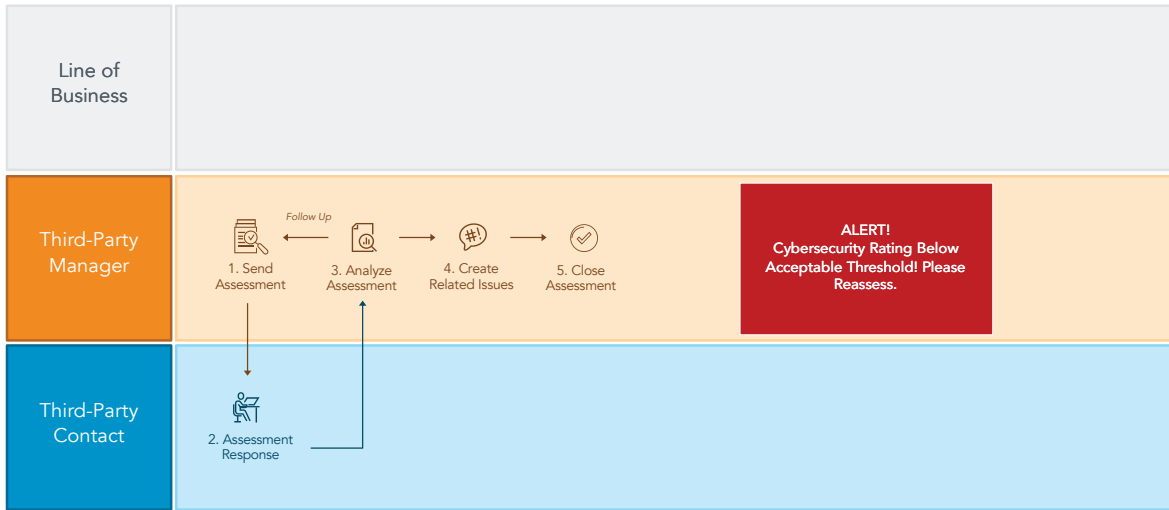 Line of
Business
Third-Party
Manager
Follow Up
#!
1. Send
Assessment
3. Analyze
Assessment
4. Create
Related Issues
5. Close
Assessment
ALERT!
Cybersecurity Rating Below
Acceptable Threshold! Please
Reassess.
Third-Party
Contact
2. Assessment
Response